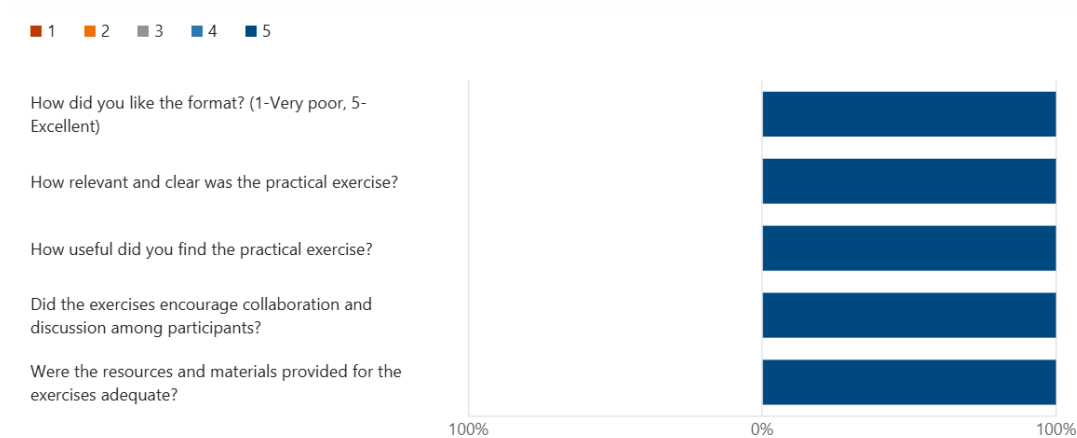 1 2 3 4 5
How did you like the format? (1-Very poor, 5-
Excellent)
How relevant and clear was the practical exercise?
How useful did you find the practical exercise?
Did the exercises encourage collaboration and
discussion among participants?
Were the resources and materials provided for the
exercises adequate?
100% 0% 100%